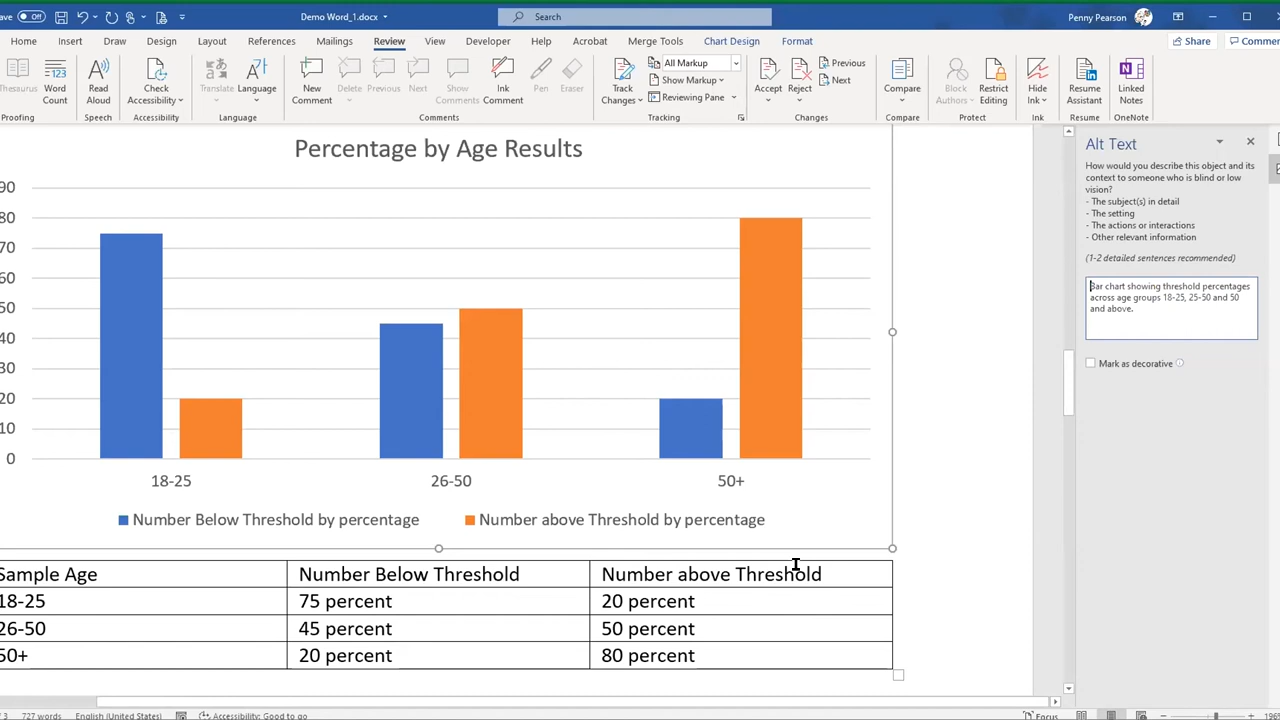 ave Off Demo Word_1.docx Search Penny Pearson
Home Insert Draw Design Layout References Mailings Review View Developer Help Acrobat Merge Tools Chart Design Format Share Comme
Thesaurus Word Count Read Aloud Check Accessibility Translate Language New Comment Delete Previous Next Show Comments Ink Comment Pen Eraser Track Changes All Markup Show Markup Reviewing Pane Accept Reject Previous Next Compare Block Authors Restrict Editing Hide Ink Resume Assistant Linked Notes
Proofing Speech Accessibility Language Comments Tracking Changes Compare Protect Ink Resume OneNote
Percentage by Age Results
90
80
70
60
50
40
30
20
10
0
18-25 26-50 50+
Number Below Threshold by percentage Number above Threshold by percentage
Sample Age Number Below Threshold Number above Threshold
18-25 75 percent 20 percent
26-50 45 percent 50 percent
50+ 20 percent 80 percent
Alt Text
How would you describe this object and its
context to someone who is blind or low
vision?
- The subject(s) in detail
- The setting
- The actions or interactions
- Other relevant information
(1-2 detailed sentences recommended)
Bar chart showing threshold percentages
across age groups 18-25, 25-50 and 50
and above.
Mark as decorative
f 3 727 words English (United States) Accessibility: Good to go Focus 196%